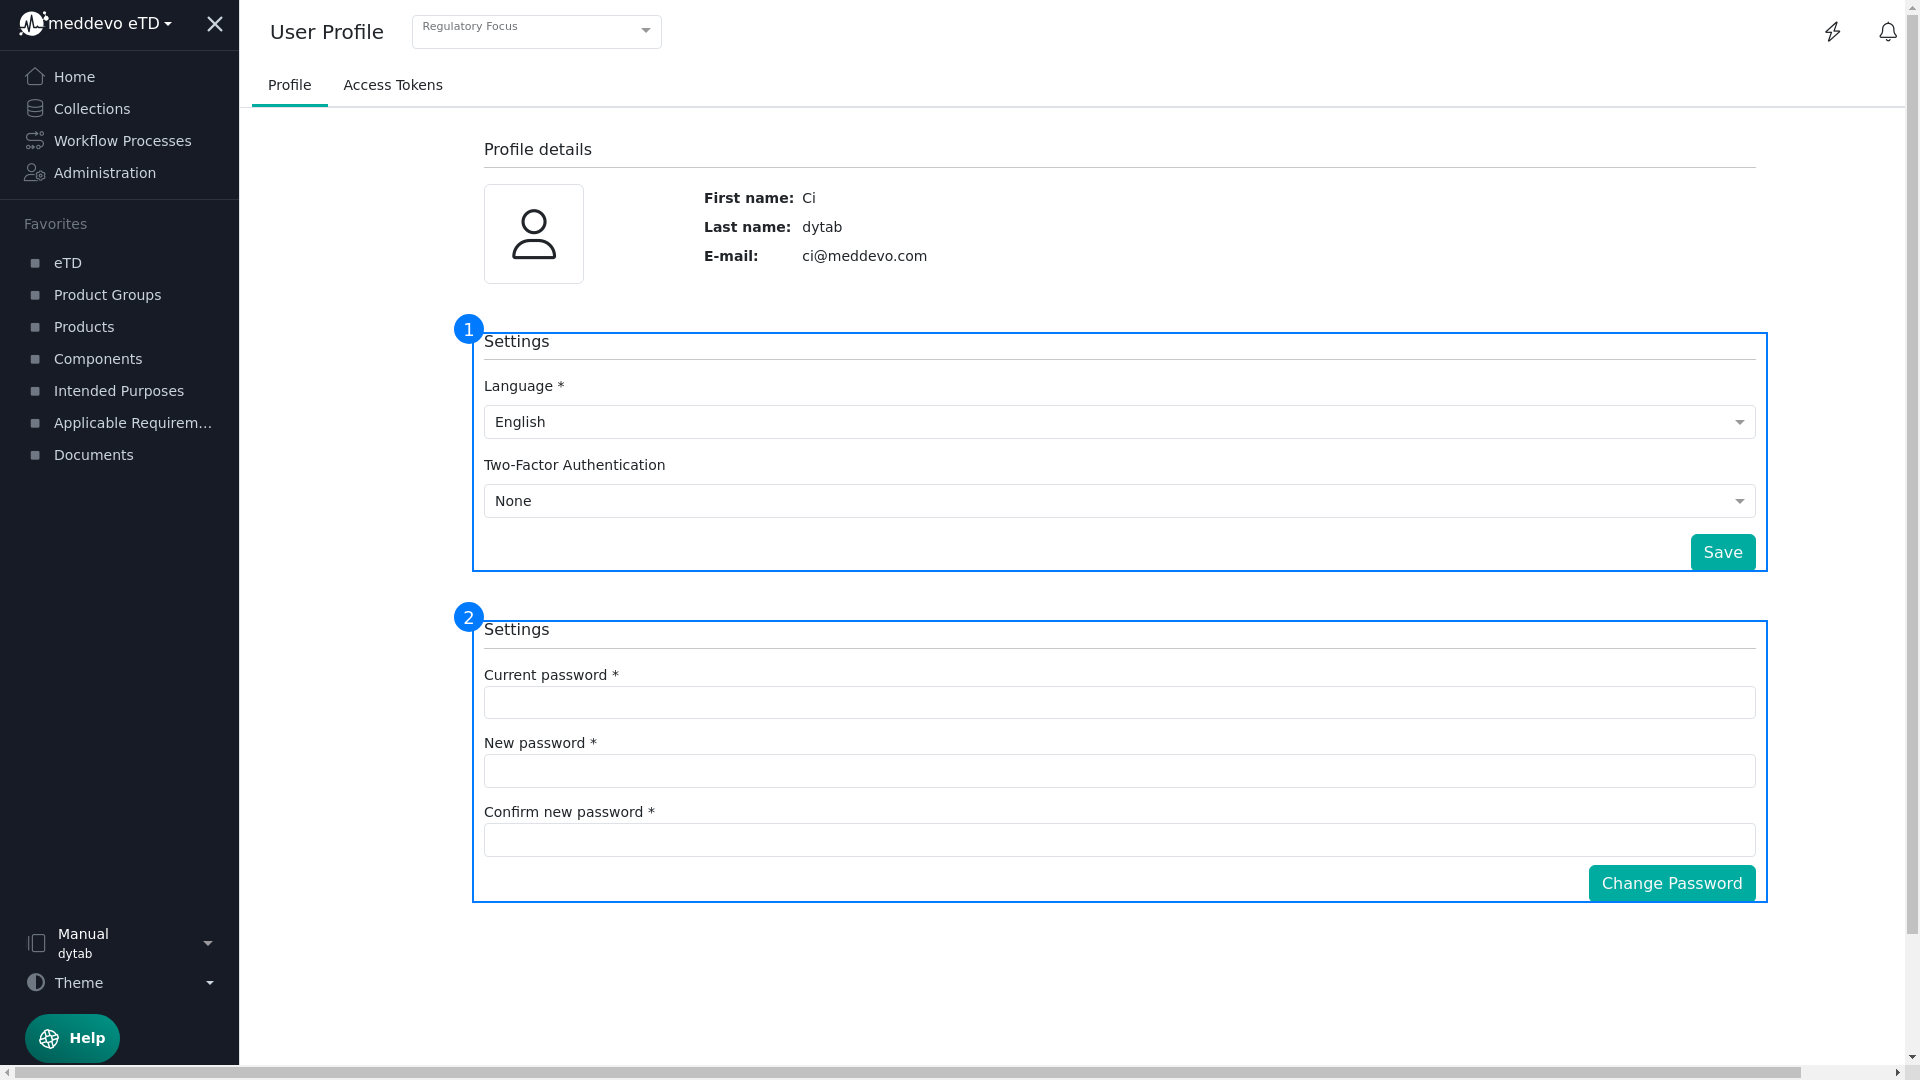 meddevo eTD
Home
Collections
Workflow Processes
Administration
Favorites
eTD
Product Groups
Products
Components
Intended Purposes
Applicable Requirem...
Documents
Manual
dytab
Theme
Help
User Profile
Regulatory Focus
Profile
Access Tokens
Profile details
First name: Ci
Last name: dytab
E-mail: ci@meddevo.com
1
Settings
Language *
English
Two-Factor Authentication
None
Save
2
Settings
Current password *
New password *
Confirm new password *
Change Password